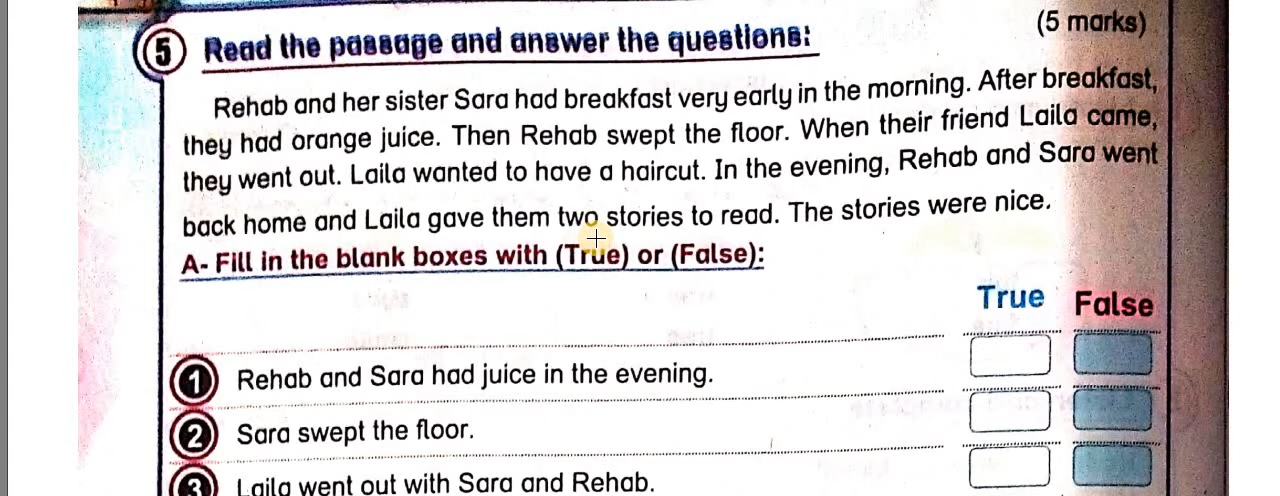 5 Read the passage and answer the questions: (5 marks)
Rehab and her sister Sara had breakfast very early in the morning. After breakfast,
they had orange juice. Then Rehab swept the floor. When their friend Laila came,
they went out. Laila wanted to have a haircut. In the evening, Rehab and Sara went
back home and Laila gave them two stories to read. The stories were nice.
A- Fill in the blank boxes with (True) or (False):
True False
1 Rehab and Sara had juice in the evening.
2 Sara swept the floor.
3 Laila went out with Sara and Rehab.